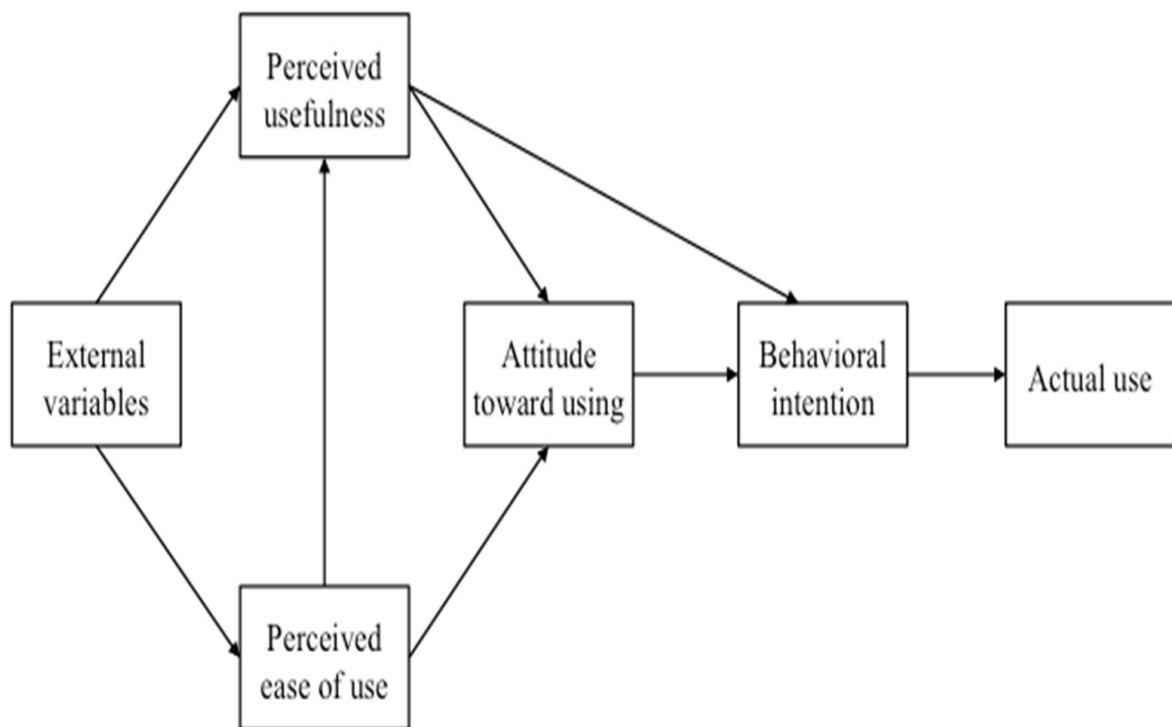 Perceived
usefulness
External
variables
Attitude
toward using
Behavioral
intention
Actual use
Perceived
ease of use